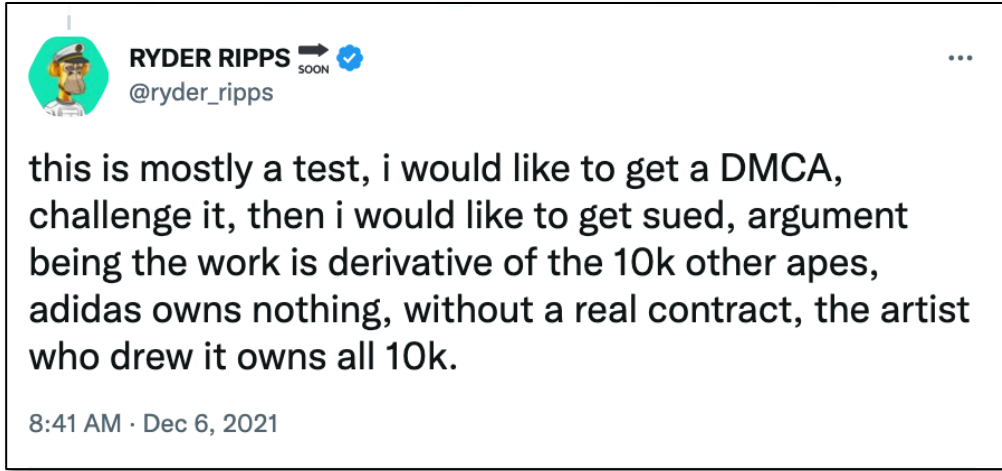 RYDER RIPPS SOON
@ryder_ripps
this is mostly a test, i would like to get a DMCA,
challenge it, then i would like to get sued, argument
being the work is derivative of the 10k other apes,
adidas owns nothing, without a real contract, the artist
who drew it owns all 10k.
8:41 AM · Dec 6, 2021